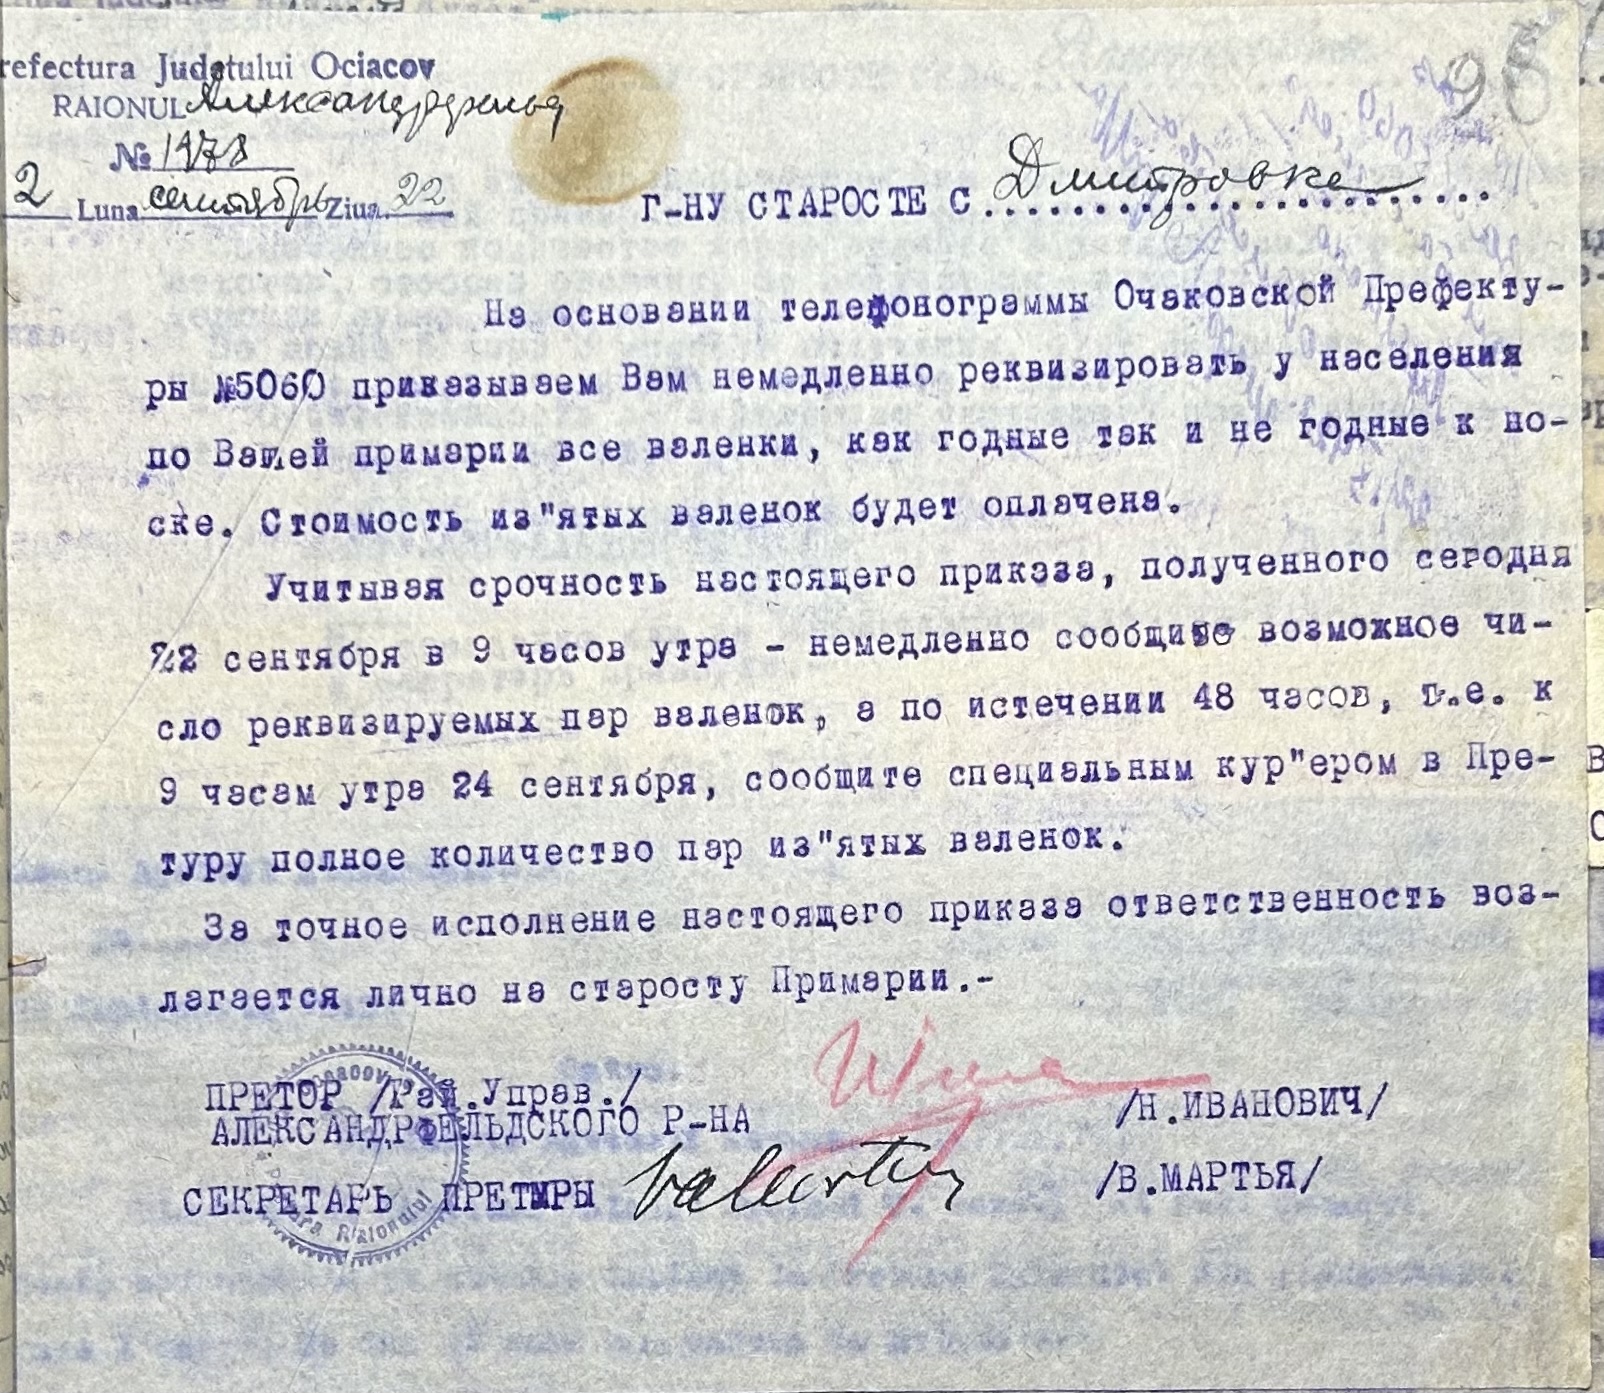 refectura Județului Ociacov
RAIONUL Александрфельд
№ 1978
2 Luna сентябрь Ziua 22
98
Г-НУ СТАРОСТЕ С. Дмитровке
На основании телефонограммы Очаковской Префекту-
ры №5060 приказываем Вам немедленно реквизировать у населения
по Вашей примарии все валенки, как годные так и не годные к но-
ске. Стоимость из"ятых валенок будет оплачена.
Учитывая срочность настоящего приказа, полученного сегодня
22 сентября в 9 часов утра - немедленно сообщите возможное чи-
сло реквизируемых пар валенок, а по истечении 48 часов, т.е. к
9 часам утра 24 сентября, сообщите специальным кур"ером в Пре-
туру полное количество пар из"ятых валенок.
За точное исполнение настоящего приказа ответственность воз-
лагается лично на старосту Примарии.-
ПРЕТОР /Рай.Управ./
АЛЕКСАНДРФЕЛЬДСКОГО Р-НА /Н.ИВАНОВИЧ/
СЕКРЕТАРЬ ПРЕТУРЫ /В.МАРТЬЯ/
Raionului